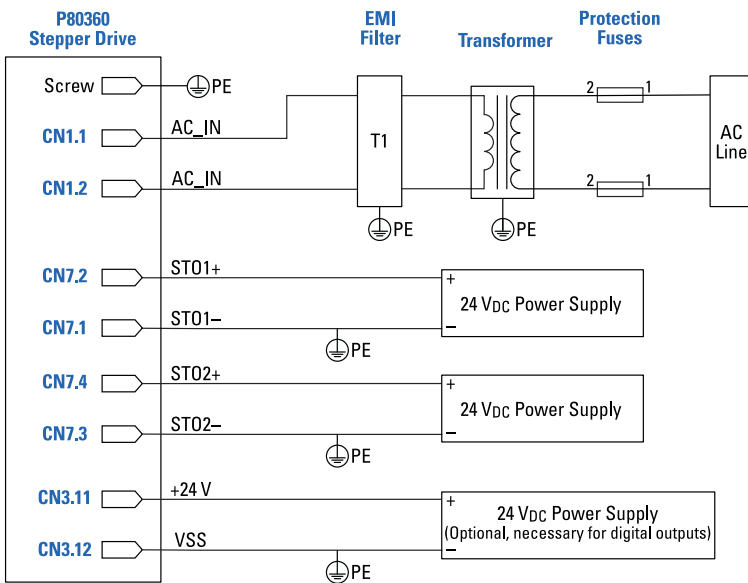 P80360
Stepper Drive
EMI
Filter
Transformer
Protection
Fuses
Screw
PE
CN1.1
AC_IN
T1
2
1
AC
Line
CN1.2
AC_IN
2
1
PE
PE
CN7.2
STO1+
+
24 VDC Power Supply
CN7.1
STO1–
–
PE
CN7.4
STO2+
+
24 VDC Power Supply
CN7.3
STO2–
–
PE
CN3.11
+24 V
+
24 VDC Power Supply
(Optional, necessary for digital outputs)
CN3.12
VSS
–
PE